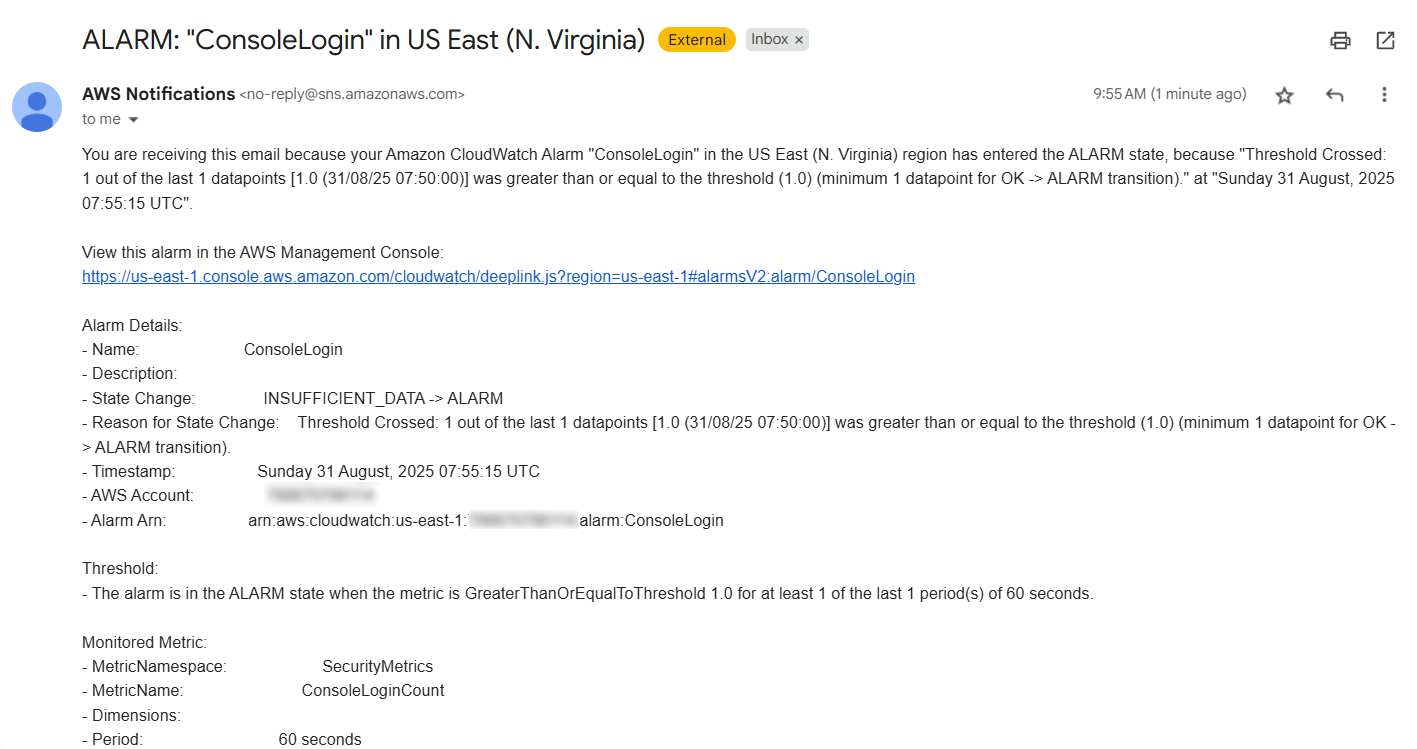 ALARM: "ConsoleLogin" in US East (N. Virginia) External Inbox ×
AWS Notifications <no-reply@sns.amazonaws.com> 9:55 AM (1 minute ago)
to me
You are receiving this email because your Amazon CloudWatch Alarm "ConsoleLogin" in the US East (N. Virginia) region has entered the ALARM state, because "Threshold Crossed:
1 out of the last 1 datapoints [1.0 (31/08/25 07:50:00)] was greater than or equal to the threshold (1.0) (minimum 1 datapoint for OK -> ALARM transition)." at "Sunday 31 August, 2025
07:55:15 UTC".
View this alarm in the AWS Management Console:
https://us-east-1.console.aws.amazon.com/cloudwatch/deeplink.js?region=us-east-1#alarmsV2:alarm/ConsoleLogin
Alarm Details:
- Name: ConsoleLogin
- Description:
- State Change: INSUFFICIENT_DATA -> ALARM
- Reason for State Change: Threshold Crossed: 1 out of the last 1 datapoints [1.0 (31/08/25 07:50:00)] was greater than or equal to the threshold (1.0) (minimum 1 datapoint for OK -
> ALARM transition).
- Timestamp: Sunday 31 August, 2025 07:55:15 UTC
- AWS Account:
- Alarm Arn: arn:aws:cloudwatch:us-east-1: alarm:ConsoleLogin
Threshold:
- The alarm is in the ALARM state when the metric is GreaterThanOrEqualToThreshold 1.0 for at least 1 of the last 1 period(s) of 60 seconds.
Monitored Metric:
- MetricNamespace: SecurityMetrics
- MetricName: ConsoleLoginCount
- Dimensions:
- Period: 60 seconds